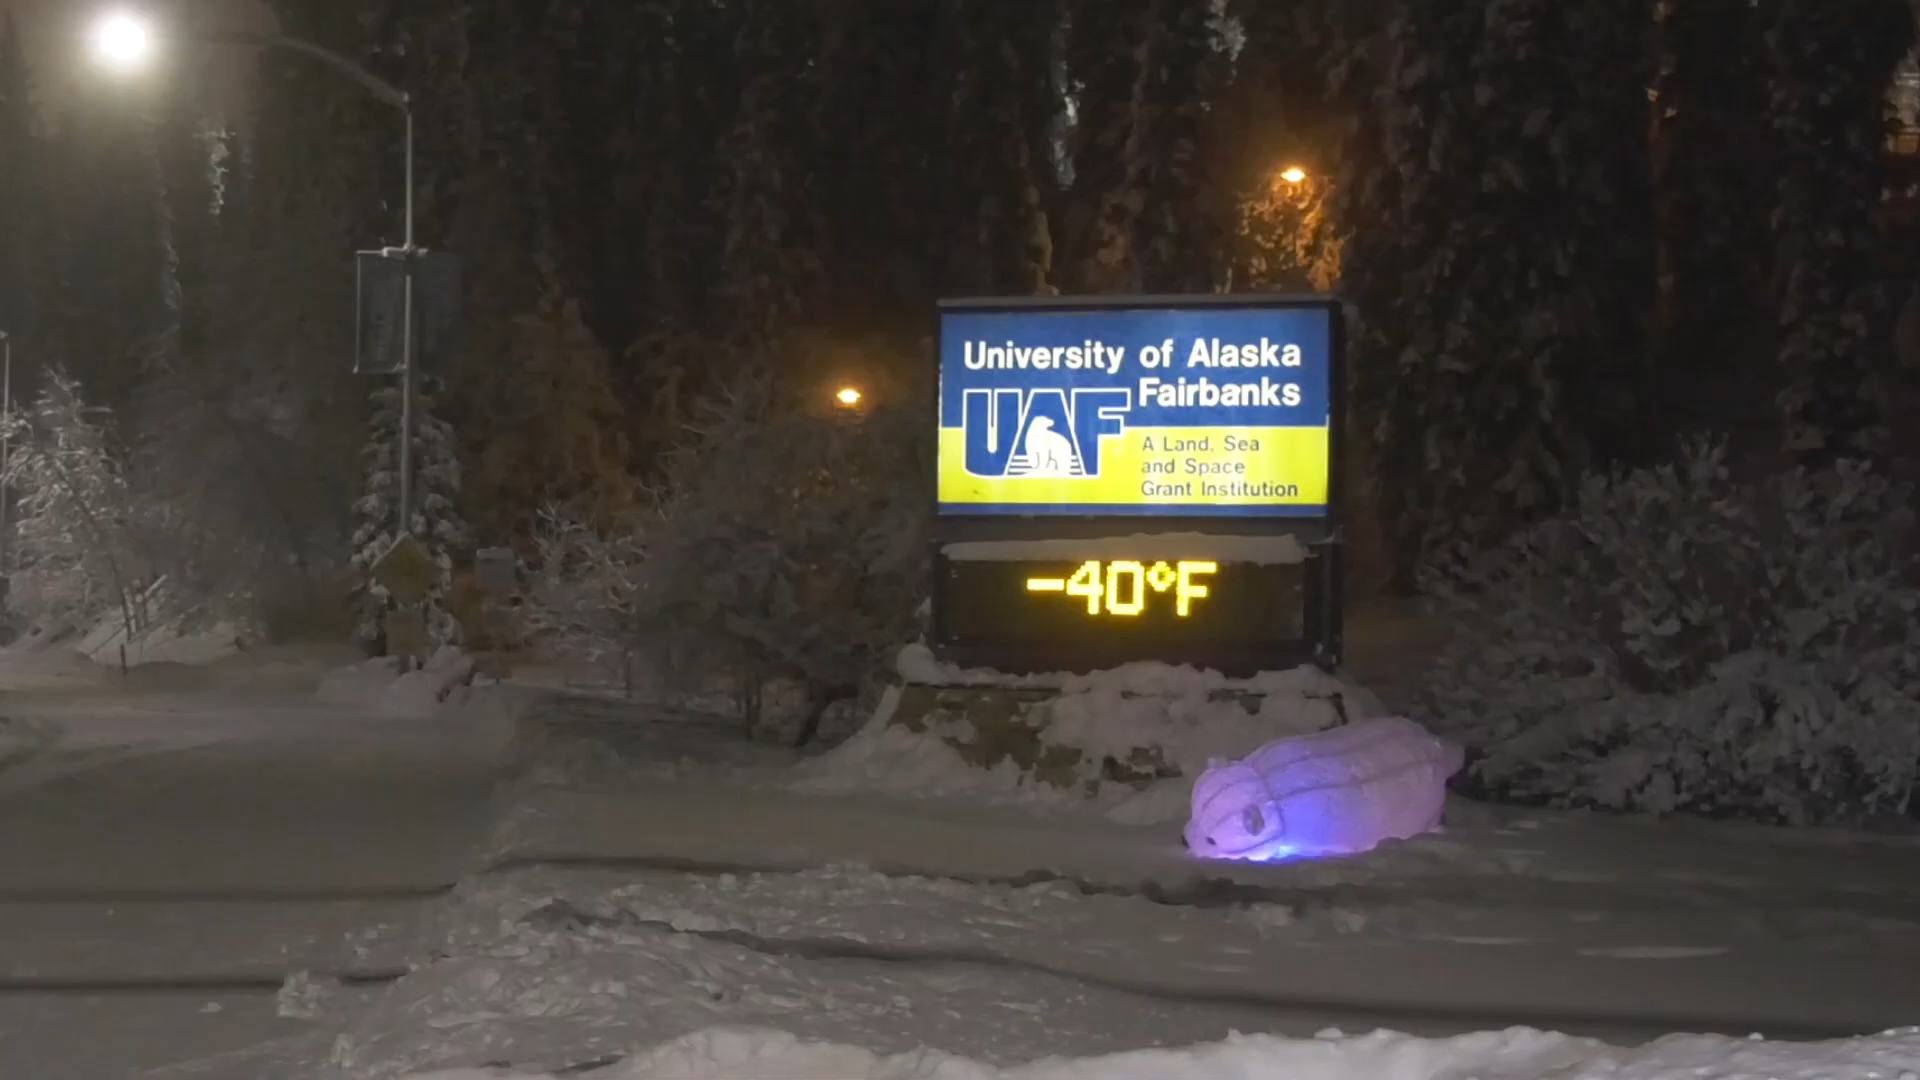 University of Alaska
Fairbanks
UAF
A Land, Sea
and Space
Grant Institution
-40°F